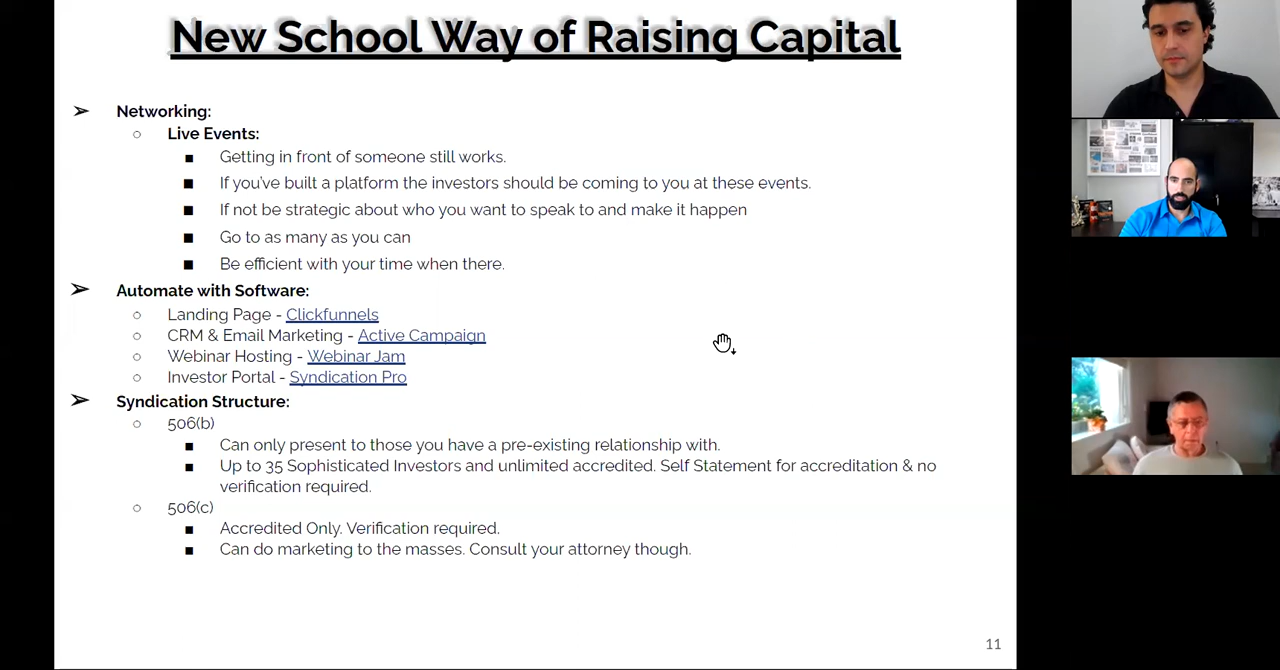 New School Way of Raising Capital
➢ Networking:
○ Live Events:
■ Getting in front of someone still works.
■ If you've built a platform the investors should be coming to you at these events.
■ If not be strategic about who you want to speak to and make it happen
■ Go to as many as you can
■ Be efficient with your time when there.
➢ Automate with Software:
○ Landing Page - Clickfunnels
○ CRM & Email Marketing - Active Campaign
○ Webinar Hosting - Webinar Jam
○ Investor Portal - Syndication Pro
➢ Syndication Structure:
○ 506(b)
■ Can only present to those you have a pre-existing relationship with.
■ Up to 35 Sophisticated Investors and unlimited accredited. Self Statement for accreditation & no
verification required.
○ 506(c)
■ Accredited Only. Verification required.
■ Can do marketing to the masses. Consult your attorney though.
11